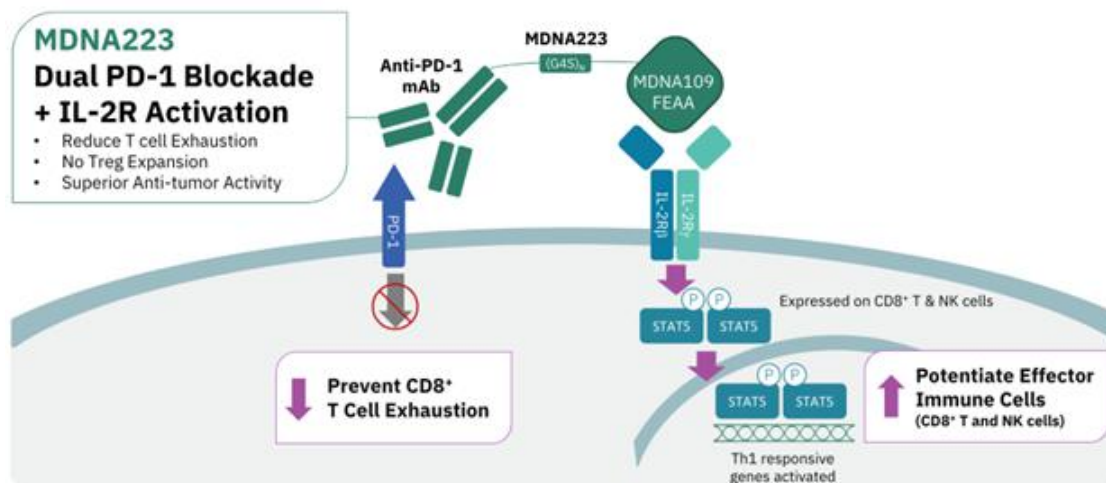 MDNA223
Dual PD-1 Blockade
+ IL-2R Activation
• Reduce T cell Exhaustion
• No Treg Expansion
• Superior Anti-tumor Activity
Anti-PD-1
mAb
MDNA223
(G4S)N
MDNA109
FEAA
PD-1
IL-2Rβ
IL-2Rγ
P P
STAT5 STAT5
Expressed on CD8⁺ T & NK cells
P P
STAT5 STAT5
Th1 responsive
genes activated
Prevent CD8⁺
T Cell Exhaustion
Potentiate Effector
Immune Cells
(CD8⁺ T and NK cells)